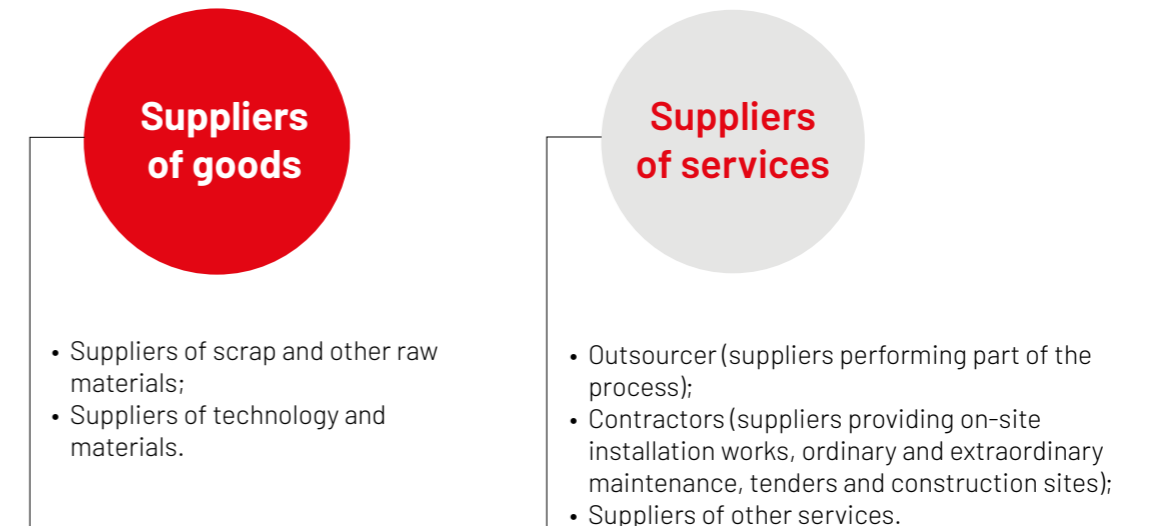 Suppliers
of goods
• Suppliers of scrap and other raw
materials;
• Suppliers of technology and
materials.
Suppliers
of services
• Outsourcer (suppliers performing part of the
process);
• Contractors (suppliers providing on-site
installation works, ordinary and extraordinary
maintenance, tenders and construction sites);
• Suppliers of other services.